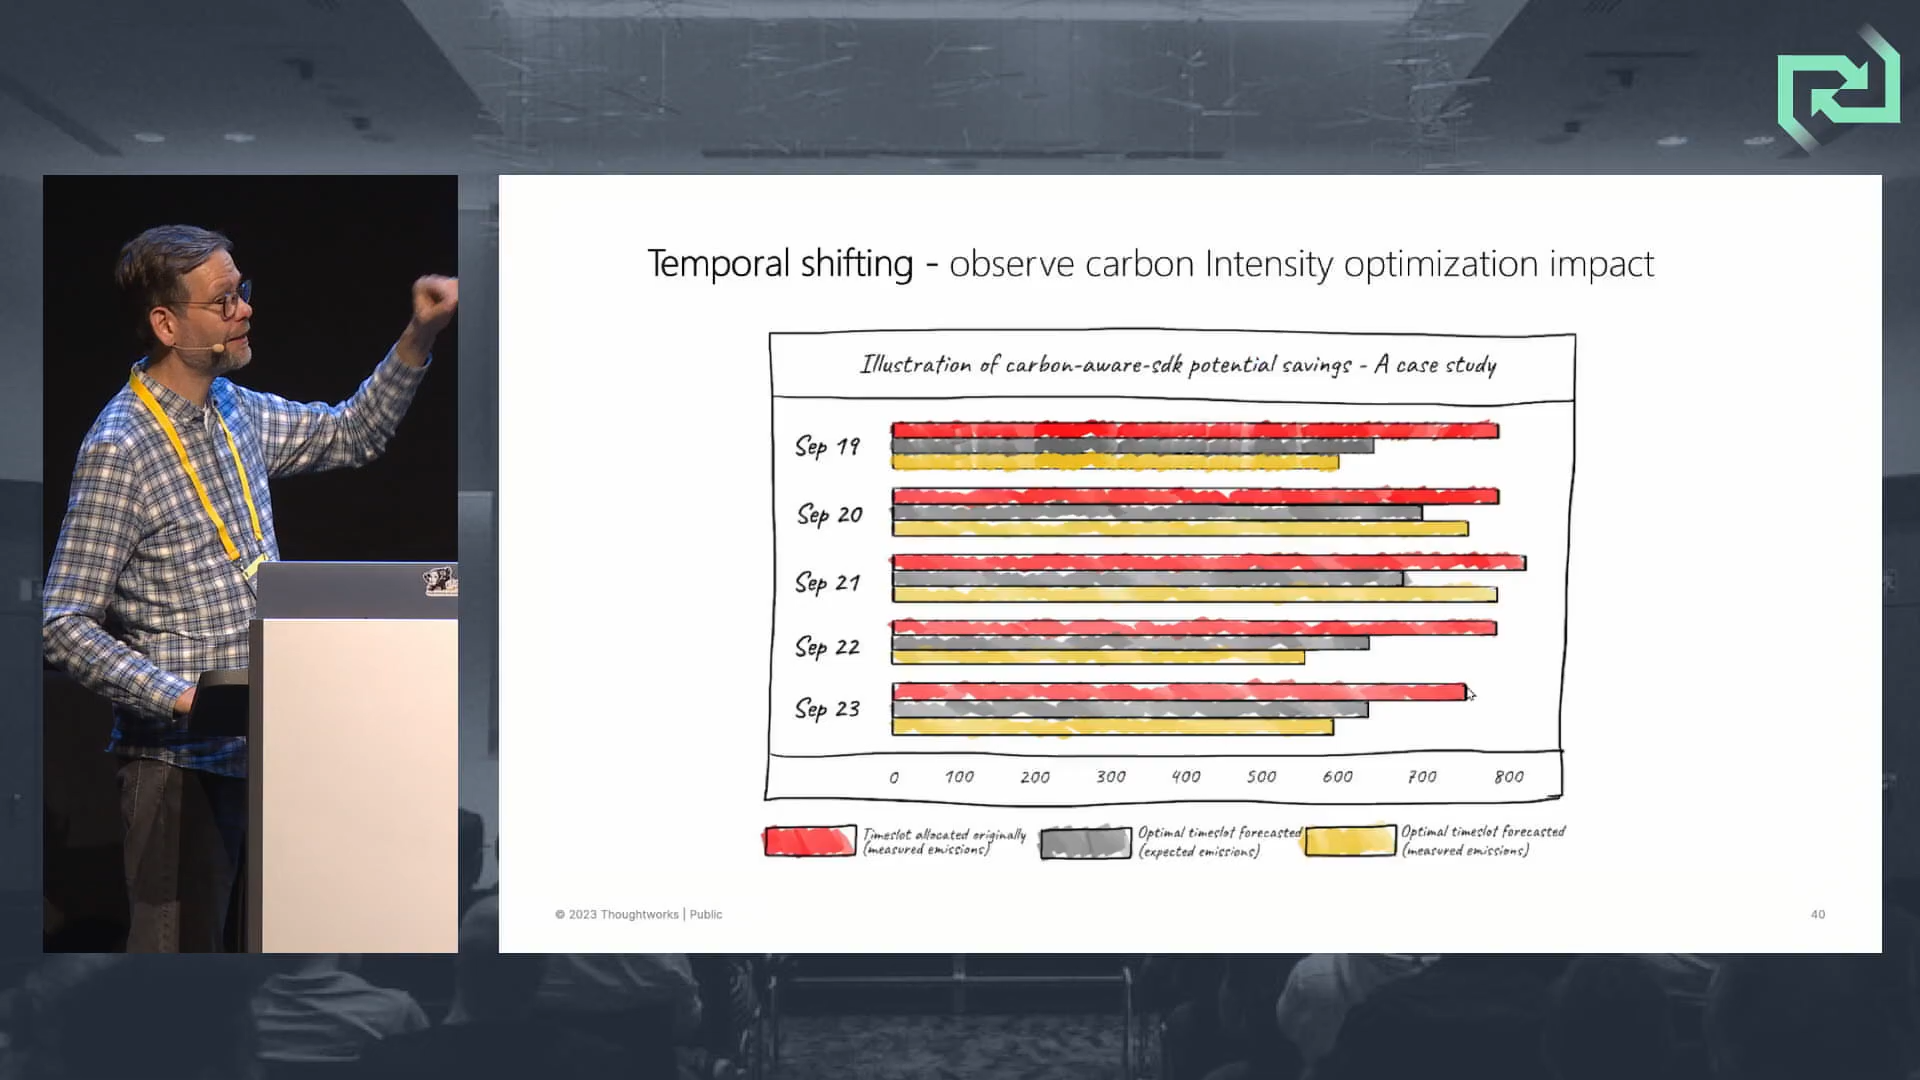 Temporal shifting - observe carbon Intensity optimization impact
Illustration of carbon-aware-sdk potential savings - A case study
Sep 19
Sep 20
Sep 21
Sep 22
Sep 23
0 100 200 300 400 500 600 700 800
Timeslot allocated originally
(measured emissions)
Optimal timeslot forecasted
(expected emissions)
Optimal timeslot forecasted
(measured emissions)
© 2023 Thoughtworks | Public
40